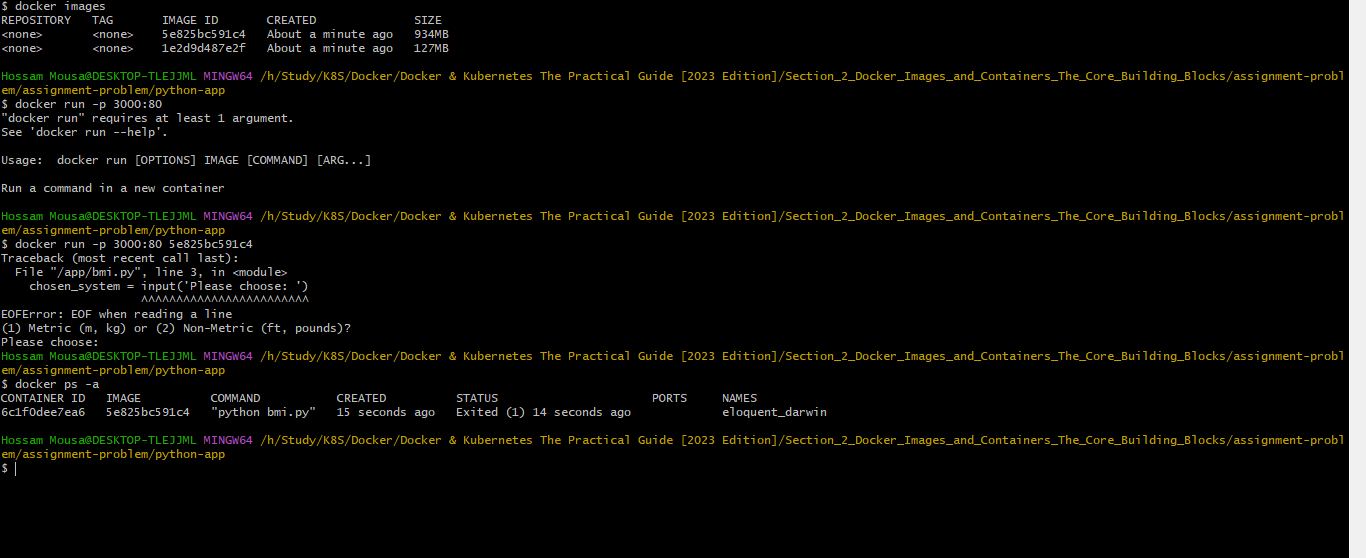 $ docker images
REPOSITORY   TAG       IMAGE ID       CREATED              SIZE
<none>       <none>    5e825bc591c4   About a minute ago   934MB
<none>       <none>    1e2d9d487e2f   About a minute ago   127MB
Hossam Mousa@DESKTOP-TLEJJML MINGW64 /h/Study/K8S/Docker/Docker & Kubernetes The Practical Guide [2023 Edition]/Section_2_Docker_Images_and_Containers_The_Core_Building_Blocks/assignment-probl
em/assignment-problem/python-app
$ docker run -p 3000:80
"docker run" requires at least 1 argument.
See 'docker run --help'.
Usage:  docker run [OPTIONS] IMAGE [COMMAND] [ARG...]
Run a command in a new container
Hossam Mousa@DESKTOP-TLEJJML MINGW64 /h/Study/K8S/Docker/Docker & Kubernetes The Practical Guide [2023 Edition]/Section_2_Docker_Images_and_Containers_The_Core_Building_Blocks/assignment-probl
em/assignment-problem/python-app
$ docker run -p 3000:80 5e825bc591c4
Traceback (most recent call last):
  File "/app/bmi.py", line 3, in <module>
    chosen_system = input('Please choose: ')
                    ^^^^^^^^^^^^^^^^^^^^^^^^
EOFError: EOF when reading a line
(1) Metric (m, kg) or (2) Non-Metric (ft, pounds)?
Please choose:
Hossam Mousa@DESKTOP-TLEJJML MINGW64 /h/Study/K8S/Docker/Docker & Kubernetes The Practical Guide [2023 Edition]/Section_2_Docker_Images_and_Containers_The_Core_Building_Blocks/assignment-probl
em/assignment-problem/python-app
$ docker ps -a
CONTAINER ID   IMAGE          COMMAND           CREATED          STATUS                      PORTS     NAMES
6c1f0dee7ea6   5e825bc591c4   "python bmi.py"   15 seconds ago   Exited (1) 14 seconds ago             eloquent_darwin
Hossam Mousa@DESKTOP-TLEJJML MINGW64 /h/Study/K8S/Docker/Docker & Kubernetes The Practical Guide [2023 Edition]/Section_2_Docker_Images_and_Containers_The_Core_Building_Blocks/assignment-probl
em/assignment-problem/python-app
$